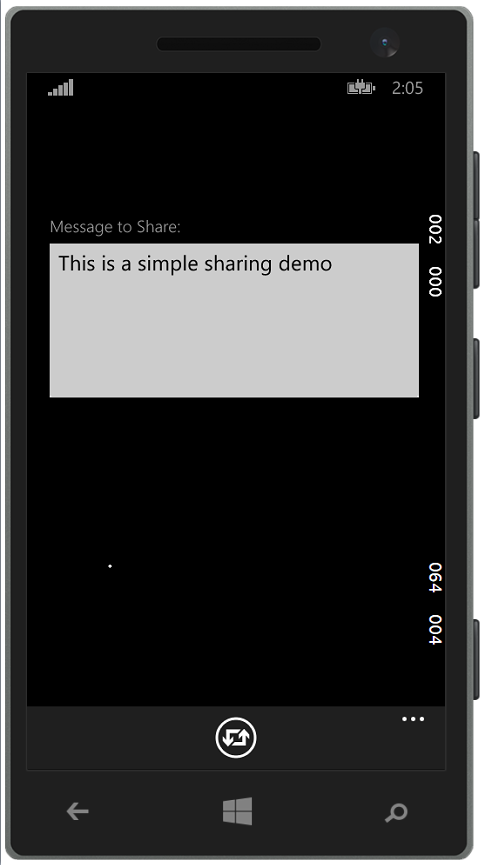 2:05
Message to Share:
This is a simple sharing demo
002 000
064 004